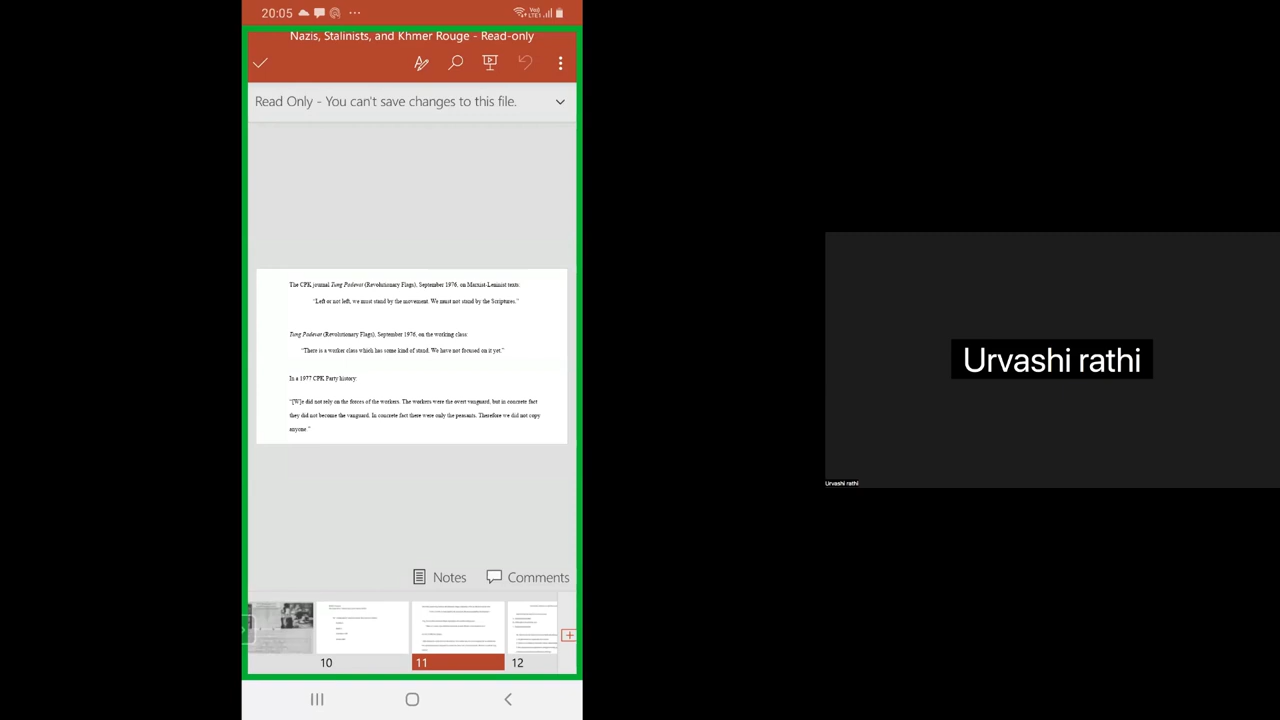 20:05
Vo))
LTE1
Nazis, Stalinists, and Khmer Rouge - Read-only
Read Only - You can't save changes to this file.
The CPK journal Tung Padevat (Revolutionary Flags), September 1976, on Marxist-Leninist texts:
"Left or not left, we must stand by the movement. We must not stand by the Scriptures."
Tung Padevat (Revolutionary Flags), September 1976, on the working class:
"There is a worker class which has some kind of stand. We have not focused on it yet."
In a 1977 CPK Party history:
"[W]e did not rely on the forces of the workers. The workers were the overt vanguard, but in concrete fact
they did not become the vanguard. In concrete fact there were only the peasants. Therefore we did not copy
anyone."
Notes
Comments
10
11
12
Urvashi rathi
Urvashi rathi